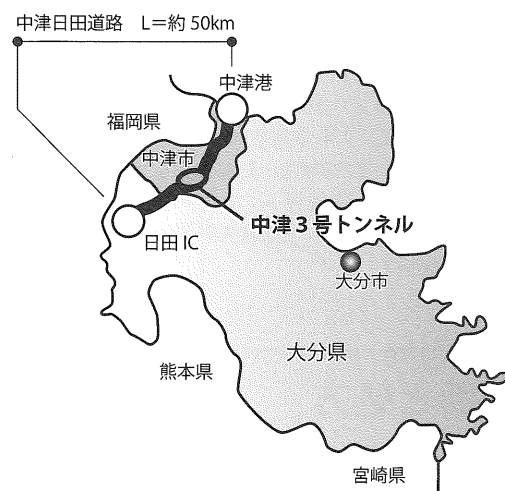 中津日田道路　L＝約 50km
中津港
福岡県
中津市
中津３号トンネル
日田 IC
大分市
大分県
熊本県
宮崎県